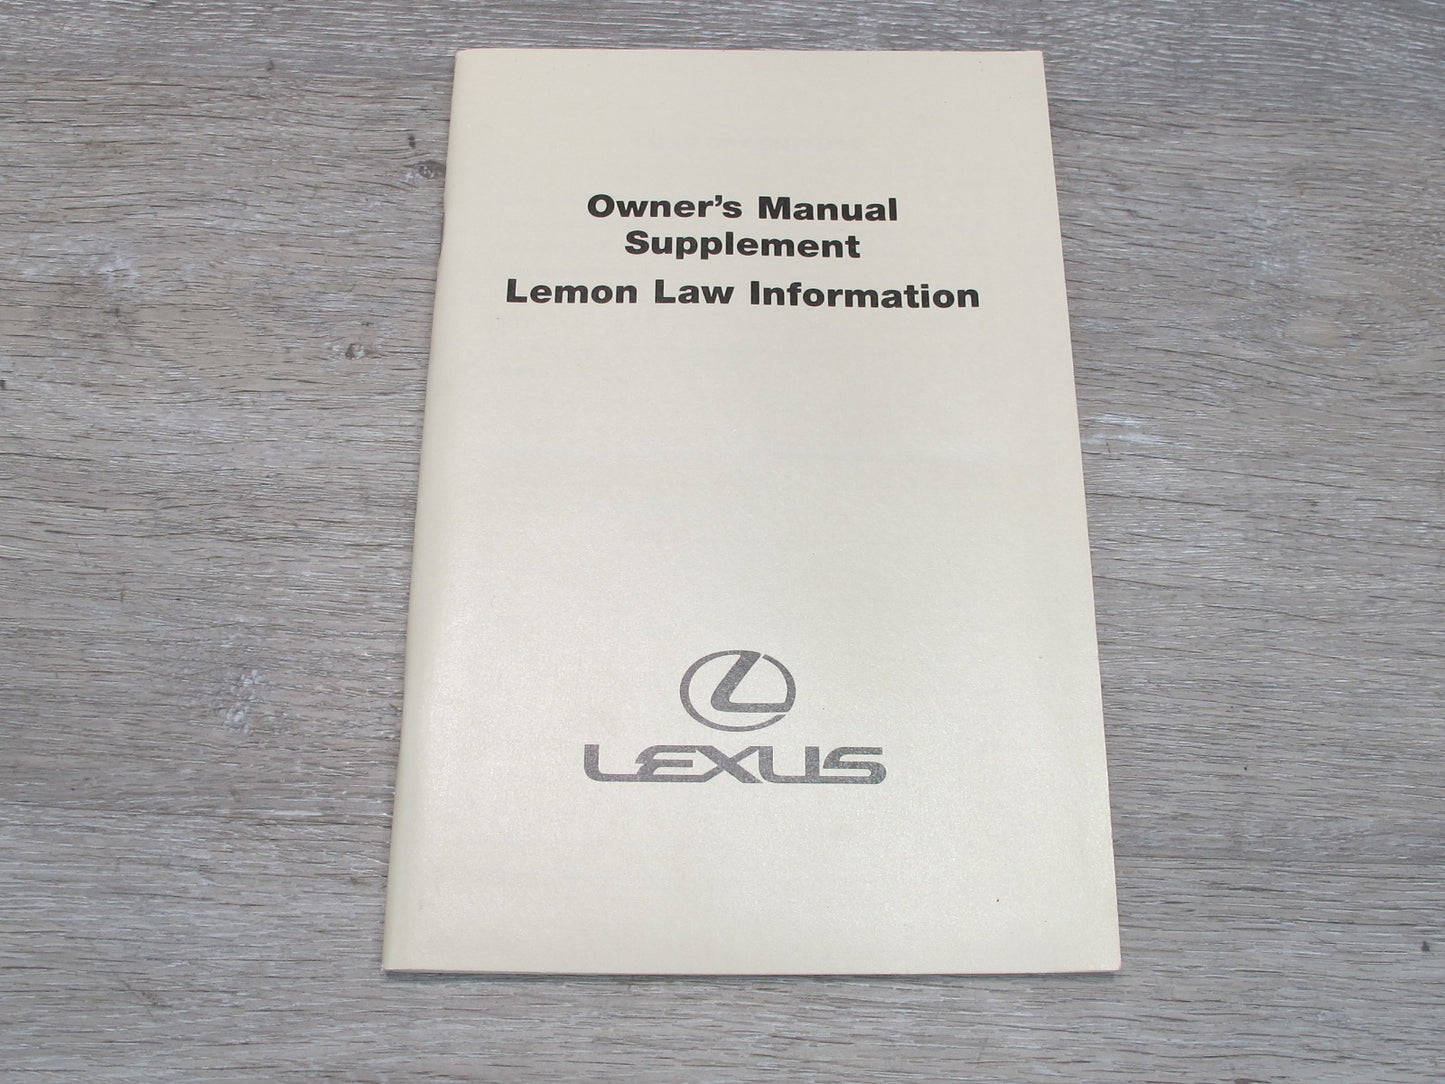 Owner's Manual
Supplement
Lemon Law Information
LEXUS